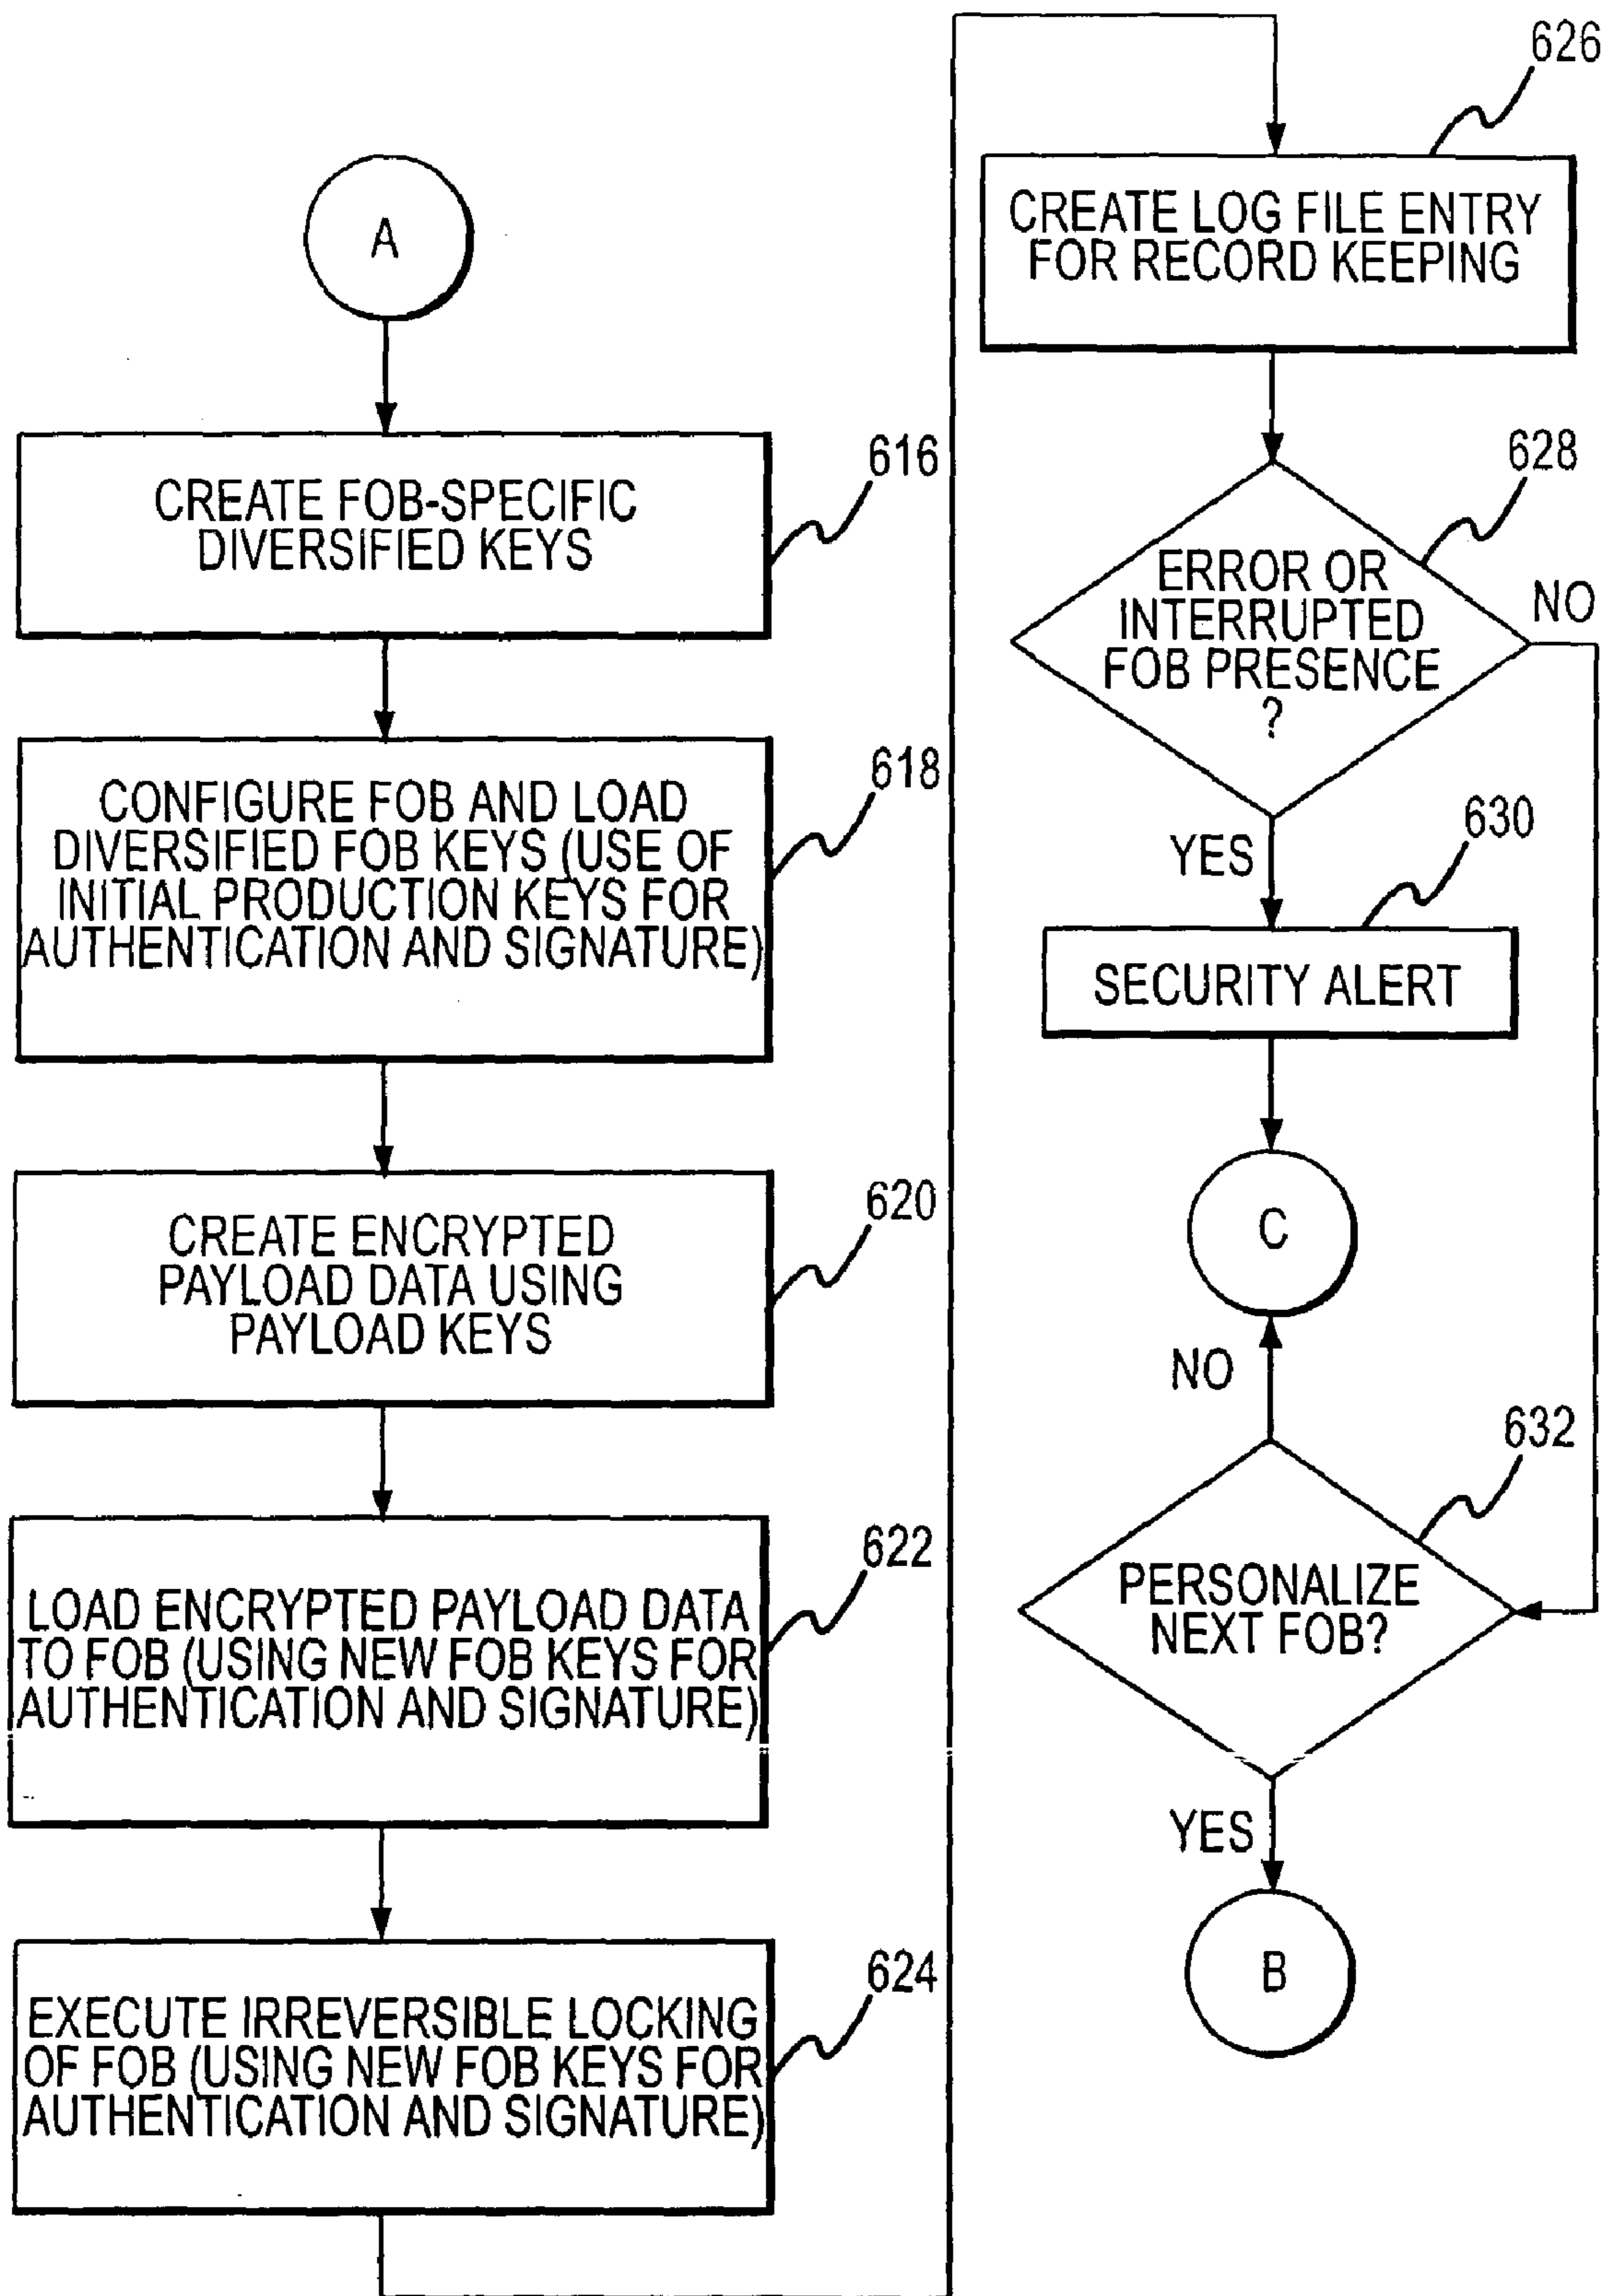 A
CREATE FOB-SPECIFIC
DIVERSIFIED KEYS
616
CONFIGURE FOB AND LOAD
DIVERSIFIED FOB KEYS (USE OF
INITIAL PRODUCTION KEYS FOR
AUTHENTICATION AND SIGNATURE)
618
CREATE ENCRYPTED
PAYLOAD DATA USING
PAYLOAD KEYS
620
LOAD ENCRYPTED PAYLOAD DATA
TO FOB (USING NEW FOB KEYS FOR
AUTHENTICATION AND SIGNATURE)
622
EXECUTE IRREVERSIBLE LOCKING
OF FOB (USING NEW FOB KEYS FOR
AUTHENTICATION AND SIGNATURE)
624
626
CREATE LOG FILE ENTRY
FOR RECORD KEEPING
628
ERROR OR
INTERRUPTED
FOB PRESENCE
?
NO
YES
630
SECURITY ALERT
C
NO
632
PERSONALIZE
NEXT FOB?
YES
B